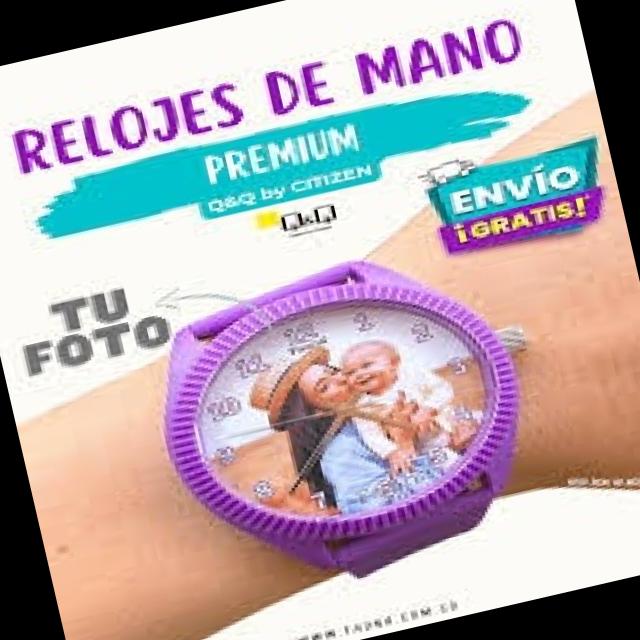 RELOJES DE MANO
PREMIUM
Q&Q by CITIZEN
Q&Q
ENVÍO
¡GRATIS!
TU
FOTO